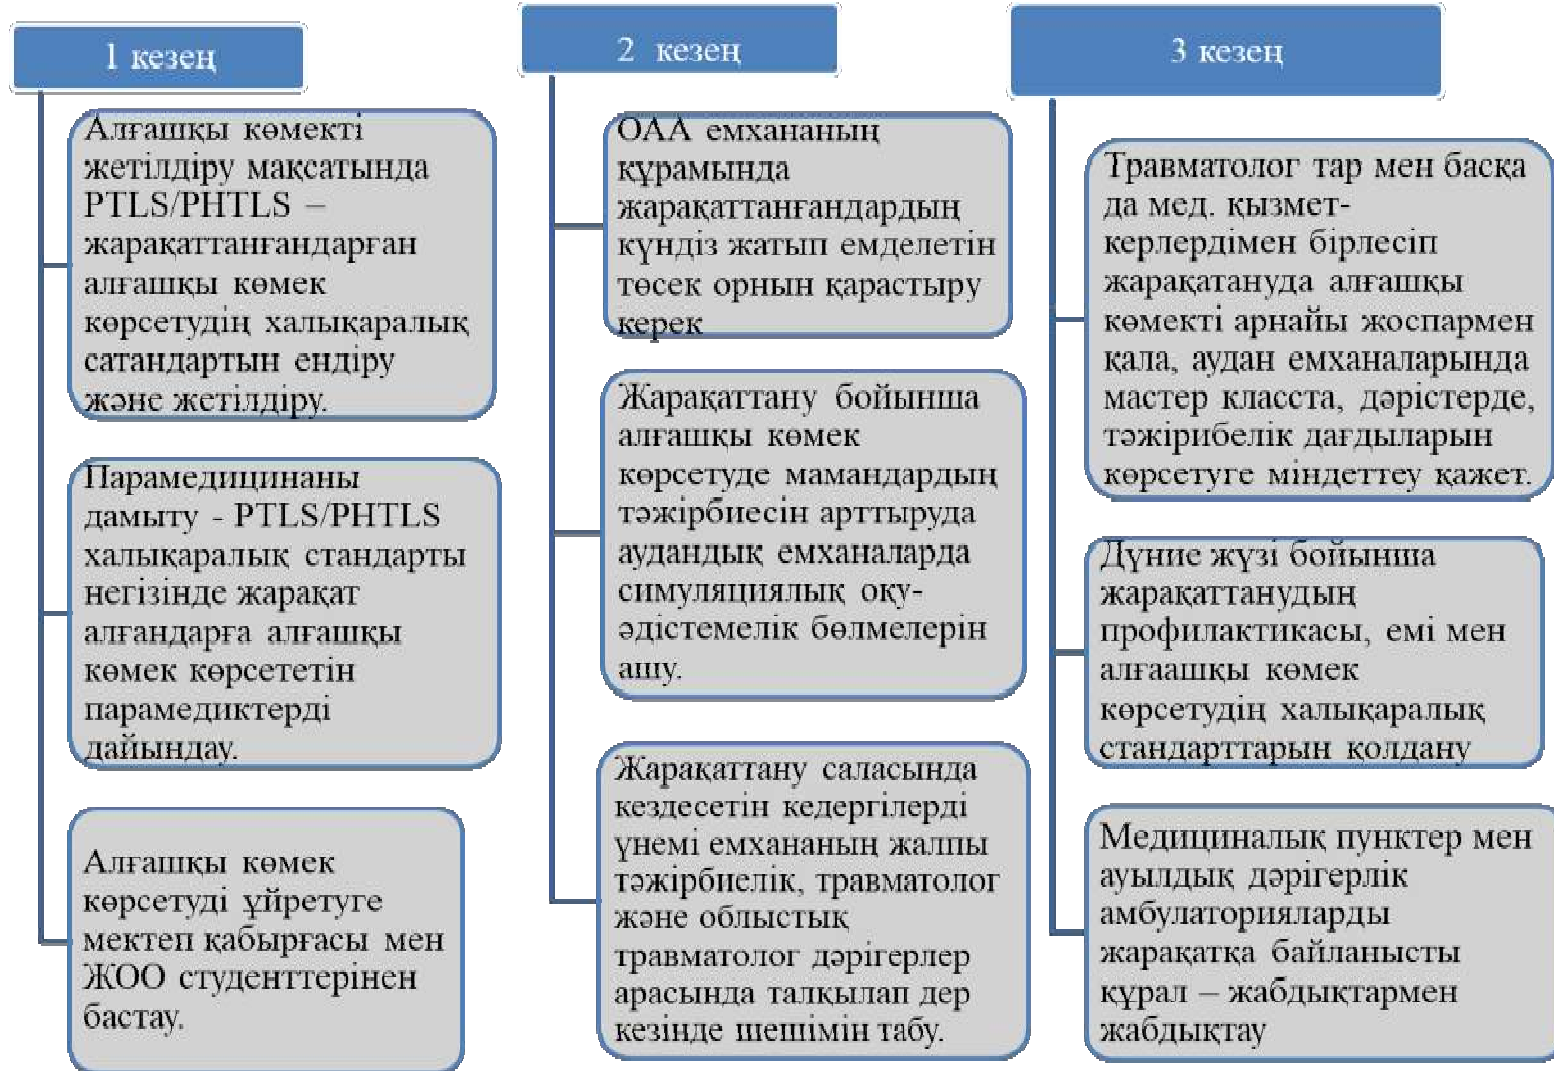 1 кезең
Алғашқы көмекті
жетілдіру мақсатында
PTLS/PHTLS –
жарақаттанғандарған
алғашқы көмек
көрсетудің халықаралық
сатандартын ендіру
және жетілдіру.
Парамедицинаны
дамыту - PTLS/PHTLS
халықаралық стандарты
негізінде жарақат
алғандарға алғашқы
көмек көрсететін
парамедиктерді
дайындау.
Алғашқы көмек
көрсетуді ұйретуге
мектеп қабырғасы мен
ЖОО студенттерінен
бастау.
2 кезең
ОАА емхананың
құрамында
жарақаттанғандардың
күндіз жатып емделетін
төсек орнын қарастыру
керек
Жарақаттану бойынша
алғашқы көмек
көрсетуде мамандардың
тәжірбиесін арттыруда
аудандық емханаларда
симуляциялық оқу-
әдістемелік бөлмелерін
ашу.
Жарақаттану саласында
кездесетін кедергілерді
үнемі емхананың жалпы
тәжірбиелік, травматолог
және облыстық
травматолог дәрігерлер
арасында талқылап дер
кезінде шешімін табу.
3 кезең
Травматолог тар мен басқа
да мед. қызмет-
керлердімен бірлесіп
жарақатануда алғашқы
көмекті арнайы жоспармен
қала, аудан емханаларында
мастер класста, дәрістерде,
тәжірибелік дағдыларын
көрсетуге міндеттеу қажет.
Дүние жүзі бойынша
жарақаттанудың
профилактикасы, емі мен
алғаашқы көмек
көрсетудің халықаралық
стандарттарын қолдану
Медициналық пунктер мен
ауылдық дәрігерлік
амбулаторияларды
жарақатқа байланысты
құрал – жабдықтармен
жабдықтау